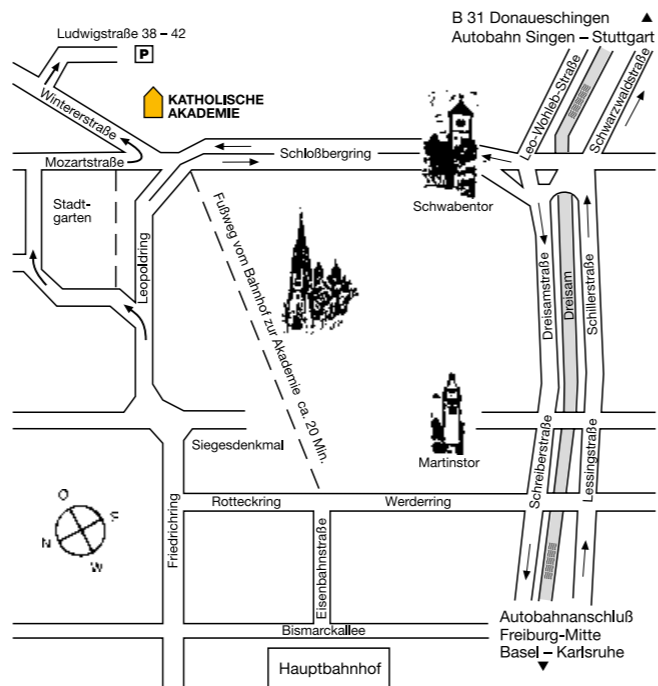 B 31 Donaueschingen
Autobahn Singen – Stuttgart
Ludwigstraße 38 – 42
P
Wintererstraße
KATHOLISCHE
AKADEMIE
Leo-Wohleb-Straße
Schwarzwaldstraße
Mozartstraße
Schloßbergring
Schwabentor
Stadt-
garten
Leopoldring
Fußweg vom Bahnhof zur Akademie ca. 20 Min.
Dreisamstraße
Dreisam
Schillerstraße
Siegesdenkmal
Martinstor
Schreiberstraße
Lessingstraße
O
S
N
W
Friedrichring
Rotteckring
Werderring
Eisenbahnstraße
Bismarckallee
Hauptbahnhof
Autobahnanschluß
Freiburg-Mitte
Basel – Karlsruhe